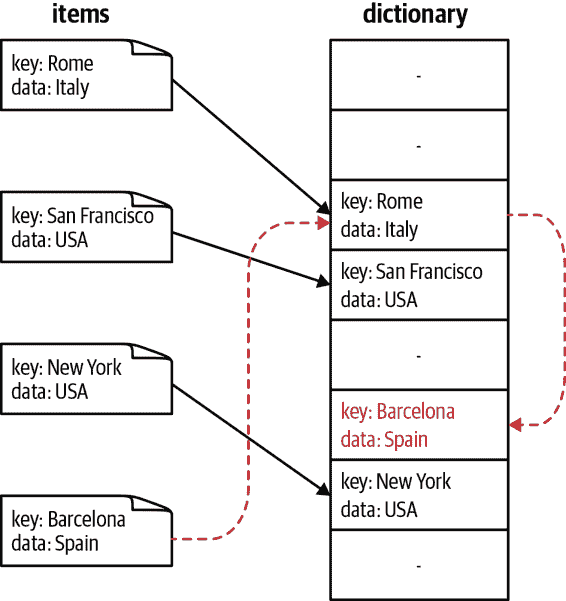 items
key: Rome
data: Italy
key: San Francisco
data: USA
key: New York
data: USA
key: Barcelona
data: Spain
dictionary
-
-
key: Rome
data: Italy
key: San Francisco
data: USA
-
key: Barcelona
data: Spain
key: New York
data: USA
-